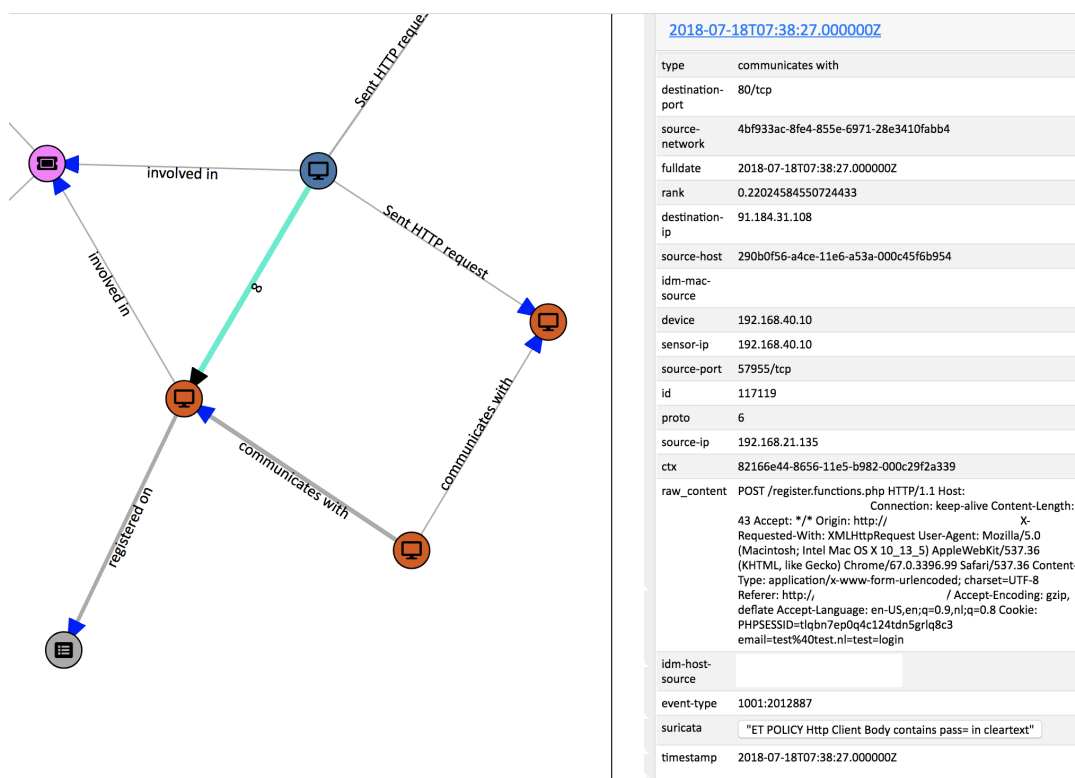 Sent HTTP reque
involved in
Sent HTTP request
involved in
8
communicates with
communicates with
registered on
2018-07-18T07:38:27.000000Z
type communicates with
destination- 80/tcp
port
source- 4bf933ac-8fe4-855e-6971-28e3410fabb4
network
fulldate 2018-07-18T07:38:27.000000Z
rank 0.22024584550724433
destination- 91.184.31.108
ip
source-host 290b0f56-a4ce-11e6-a53a-000c45f6b954
idm-mac-
source
device 192.168.40.10
sensor-ip 192.168.40.10
source-port 57955/tcp
id 117119
proto 6
source-ip 192.168.21.135
ctx 82166e44-8656-11e5-b982-000c29f2a339
raw_content POST /register.functions.php HTTP/1.1 Host:
Connection: keep-alive Content-Length:
43 Accept: */* Origin: http:/ X-
Requested-With: XMLHttpRequest User-Agent: Mozilla/5.0
(Macintosh; Intel Mac OS X 10_13_5) AppleWebKit/537.36
(KHTML, like Gecko) Chrome/67.0.3396.99 Safari/537.36 Content-
Type: application/x-www-form-urlencoded; charset=UTF-8
Referer: http:/ / Accept-Encoding: gzip,
deflate Accept-Language: en-US,en;q=0.9,nl;q=0.8 Cookie:
PHPSESSID=tlqbn7ep0q4c124tdn5grlq8c3
email=test%40test.nl=test=login
idm-host-
source
event-type 1001:2012887
suricata "ET POLICY Http Client Body contains pass= in cleartext"
timestamp 2018-07-18T07:38:27.000000Z